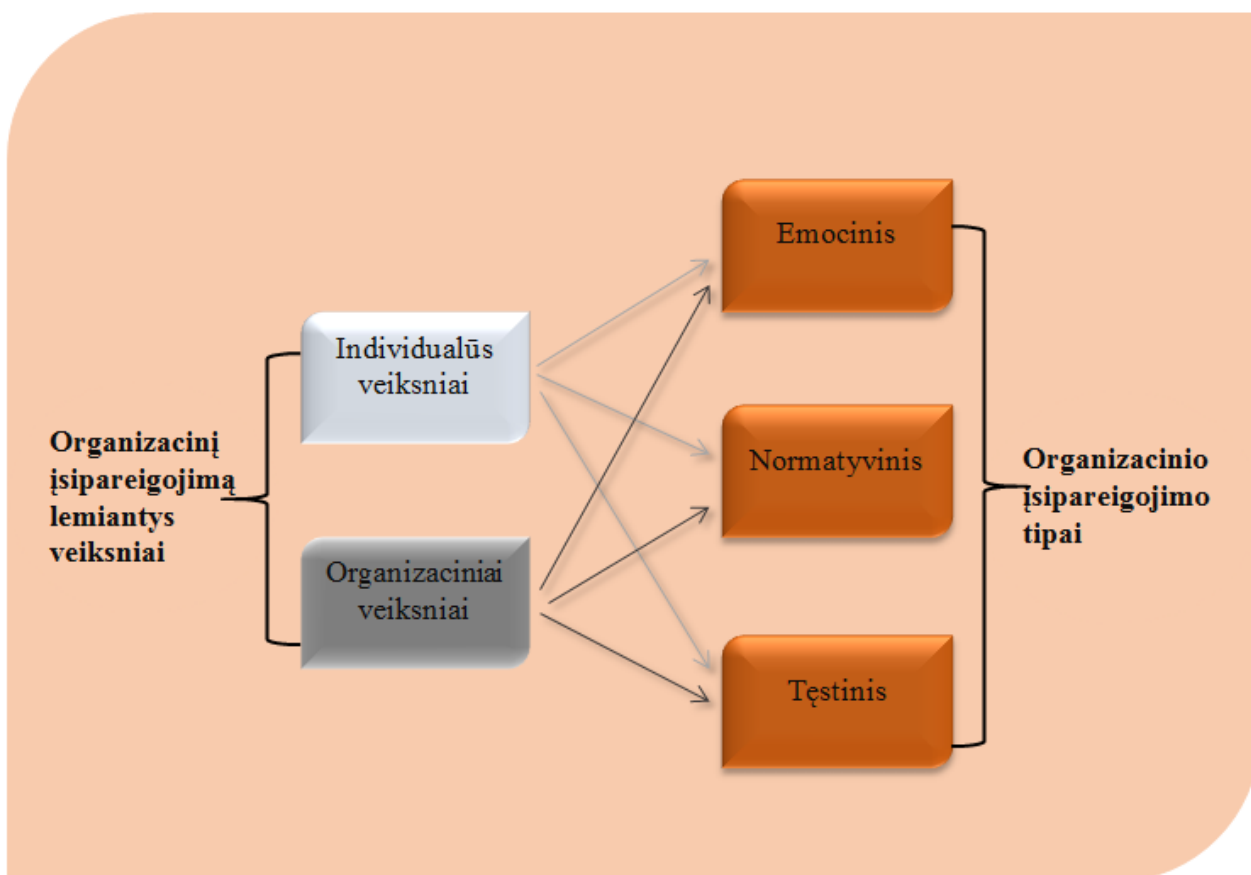 Organizacinį
įsipareigojimą
lemiantys
veiksniai
Individualūs
veiksniai
Organizaciniai
veiksniai
Emocinis
Normatyvinis
Tęstinis
Organizacinio
įsipareigojimo
tipai